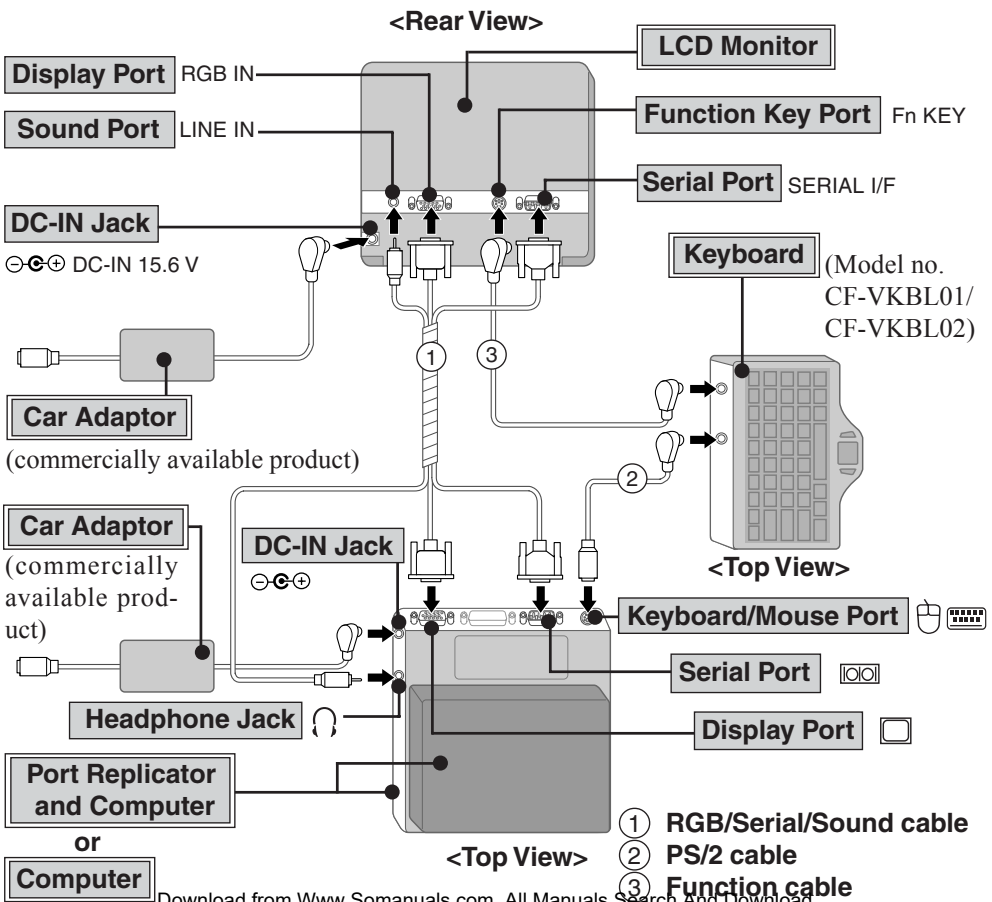 <Rear View>
LCD Monitor
Display Port RGB IN
Sound Port LINE IN
Function Key Port Fn KEY
Serial Port SERIAL I/F
DC-IN Jack
DC-IN 15.6 V
Keyboard
(Model no.
CF-VKBL01/
CF-VKBL02)
1
3
Car Adaptor
(commercially available product)
2
Car Adaptor
(commercially
available prod-
uct)
DC-IN Jack
<Top View>
Keyboard/Mouse Port
Serial Port
Headphone Jack
Display Port
Port Replicator
and Computer
or
Computer
<Top View>
1 RGB/Serial/Sound cable
2 PS/2 cable
3 Function cable
Download from Www.Somanuals.com. All Manuals Search And Download.